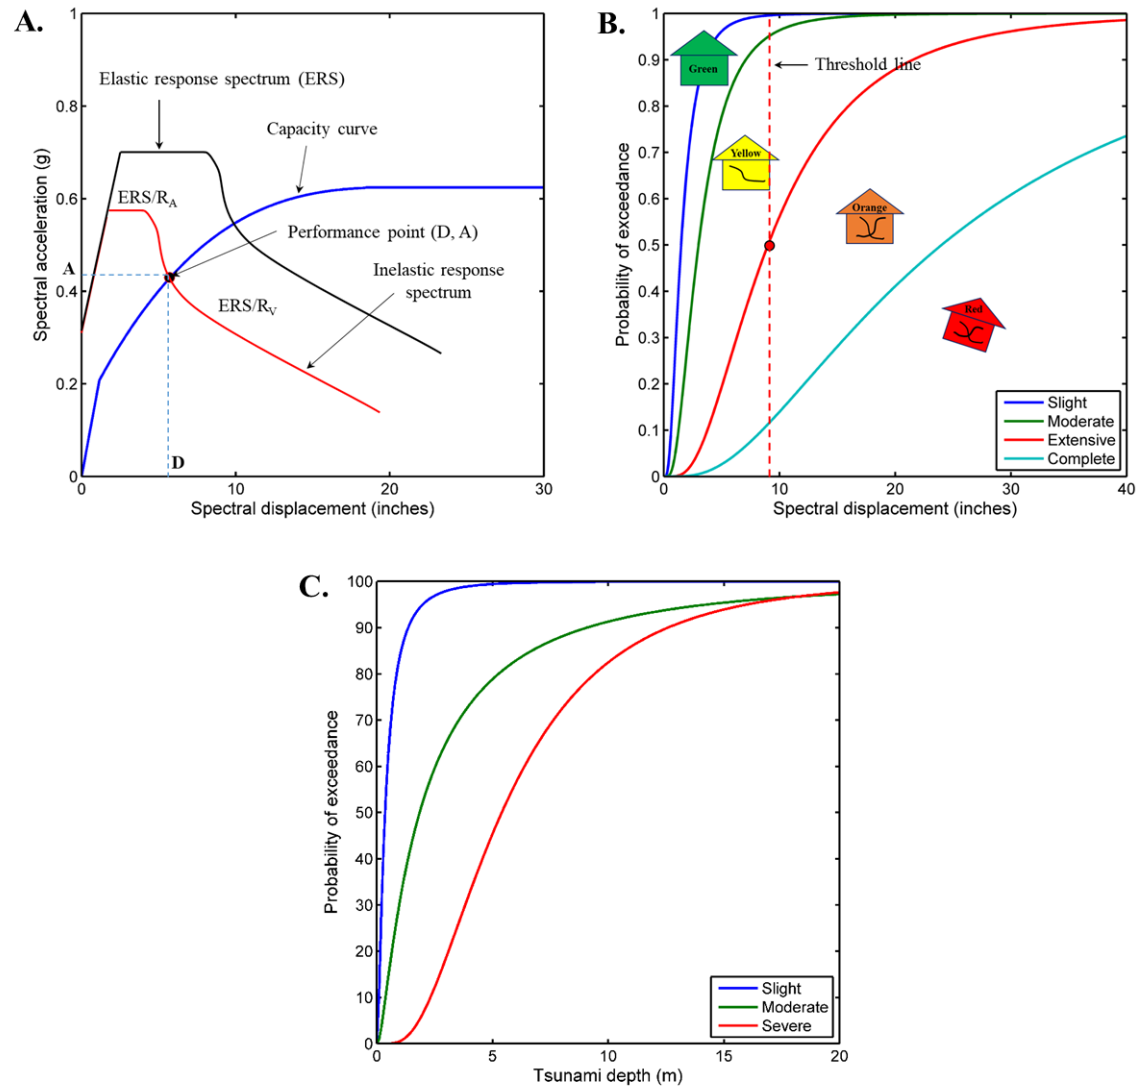 A.
1
0.8
0.6
0.4
0.2
0
Spectral acceleration (g)
Elastic response spectrum (ERS)
Capacity curve
ERS/RA
Performance point (D, A)
A
Inelastic response
spectrum
ERS/RV
D
0
10
20
30
Spectral displacement (inches)
B.
1
0.9
0.8
0.7
0.6
0.5
0.4
0.3
0.2
0.1
0
Probability of exceedance
Green
Threshold line
Yellow
Orange
Red
Slight
Moderate
Extensive
Complete
0
10
20
30
40
Spectral displacement (inches)
C.
100
90
80
70
60
50
40
30
20
10
0
Probability of exceedance
Slight
Moderate
Severe
0
5
10
15
20
Tsunami depth (m)